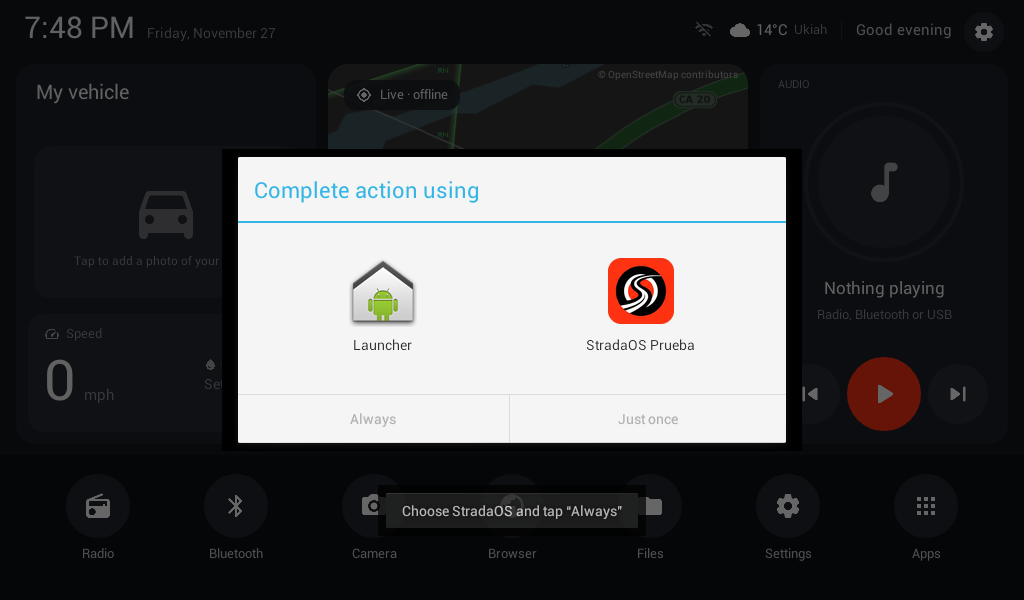 7:48 PM
Friday, November 27
14°C Ukiah
Good evening
My vehicle
Live · offline
© OpenStreetMap contributors
CA 20
AUDIO
Complete action using
Tap to add a photo of your
Launcher
StradaOS Prueba
Nothing playing
Radio, Bluetooth or USB
Speed
0 mph
Always
Just once
Choose StradaOS and tap “Always”
Radio
Bluetooth
Camera
Browser
Files
Settings
Apps